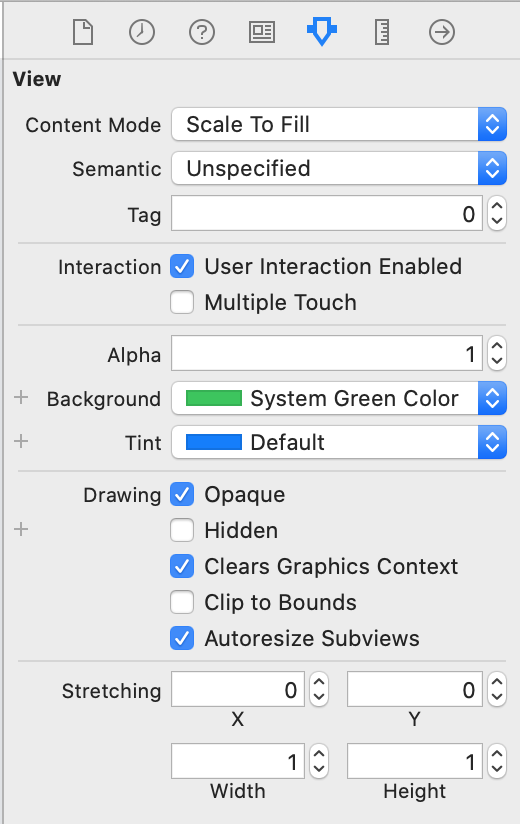 View
Content Mode Scale To Fill
Semantic Unspecified
Tag 0
Interaction User Interaction Enabled
Multiple Touch
Alpha 1
Background System Green Color
Tint Default
Drawing Opaque
Hidden
Clears Graphics Context
Clip to Bounds
Autoresize Subviews
Stretching 0 0
X Y
1 1
Width Height